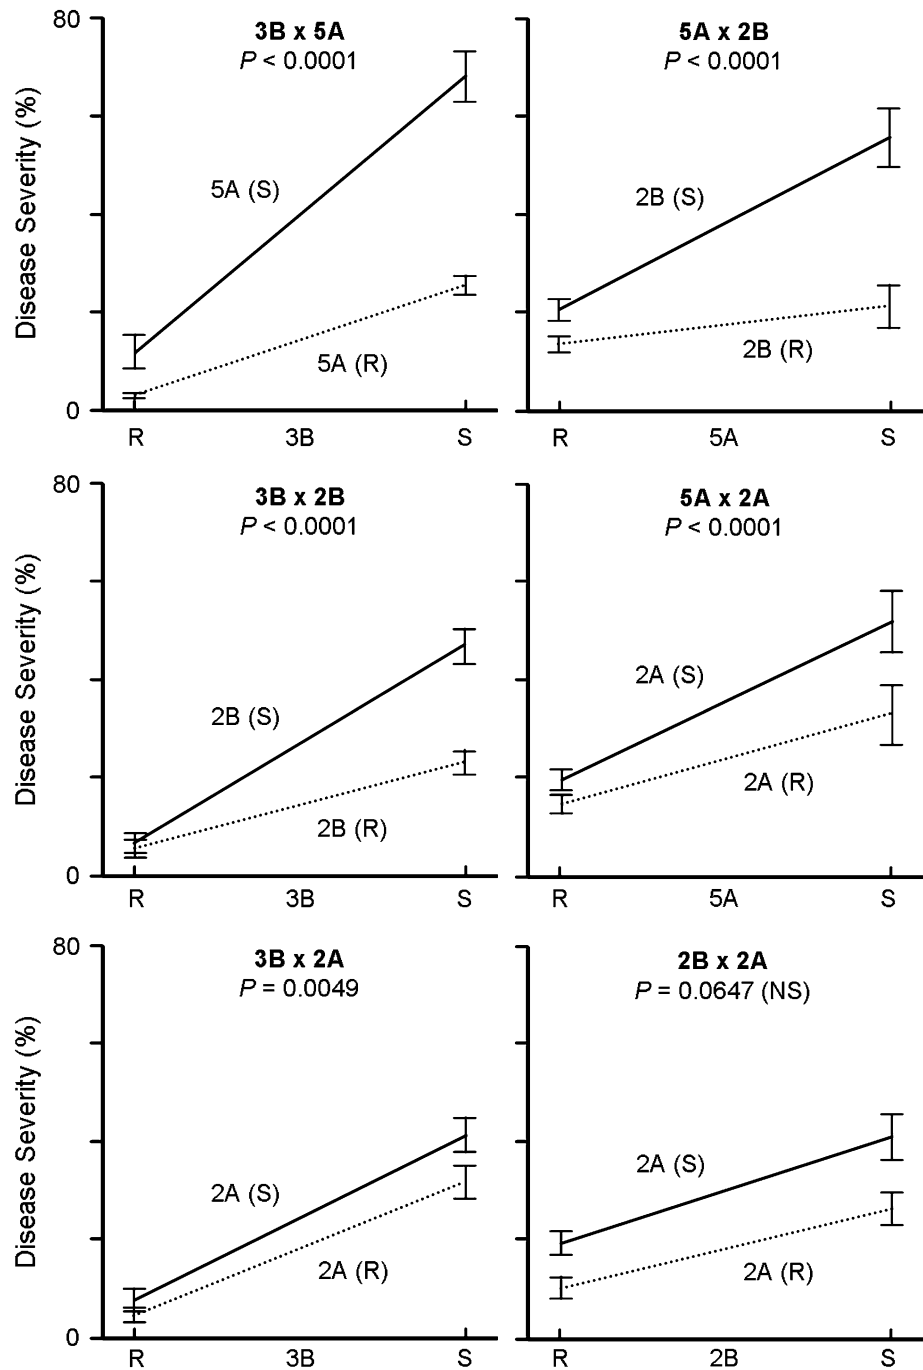 80
3B x 5A
P < 0.0001
5A (S)
5A (R)
Disease Severity (%)
0
R 3B S
5A x 2B
P < 0.0001
2B (S)
2B (R)
R 5A S
80
3B x 2B
P < 0.0001
2B (S)
2B (R)
Disease Severity (%)
0
R 3B S
5A x 2A
P < 0.0001
2A (S)
2A (R)
R 5A S
80
3B x 2A
P = 0.0049
2A (S)
2A (R)
Disease Severity (%)
0
R 3B S
2B x 2A
P = 0.0647 (NS)
2A (S)
2A (R)
R 2B S